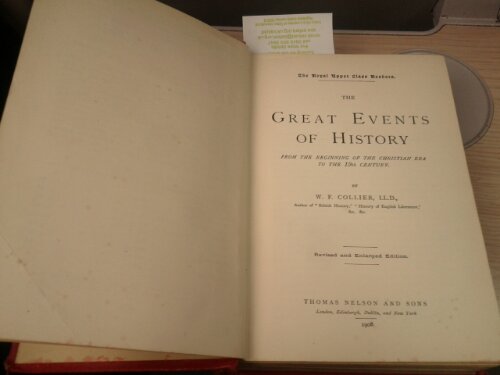 The Royal Upper Class Readers.
THE
GREAT EVENTS
OF HISTORY
FROM THE BEGINNING OF THE CHRISTIAN ERA
TO THE 19th CENTURY.
BY
W. F. COLLIER, LL.D.,
Author of "British History," "History of English Literature,"
&c. &c.
Revised and Enlarged Edition.
THOMAS NELSON AND SONS
London, Edinburgh, Dublin, and New York
1908